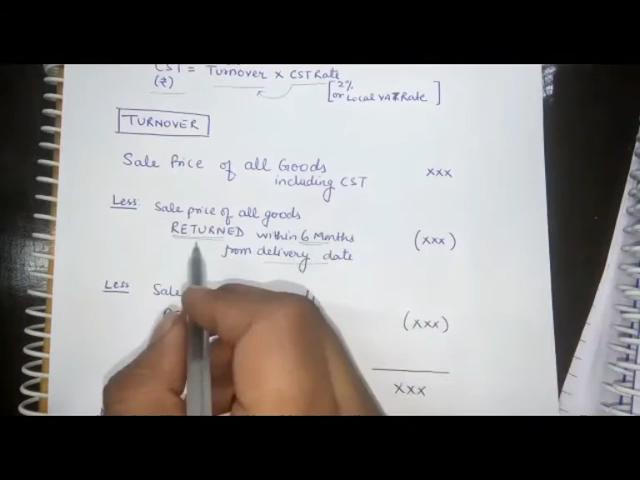 CST = Turnover x CST Rate
(₹)
[2%
or Local VAT Rate]
TURNOVER
Sale Price of all Goods
including CST xxx
Less: Sale price of all goods
RETURNED within 6 Months
from delivery date (xxx)
Less Sale
(xxx)
xxx